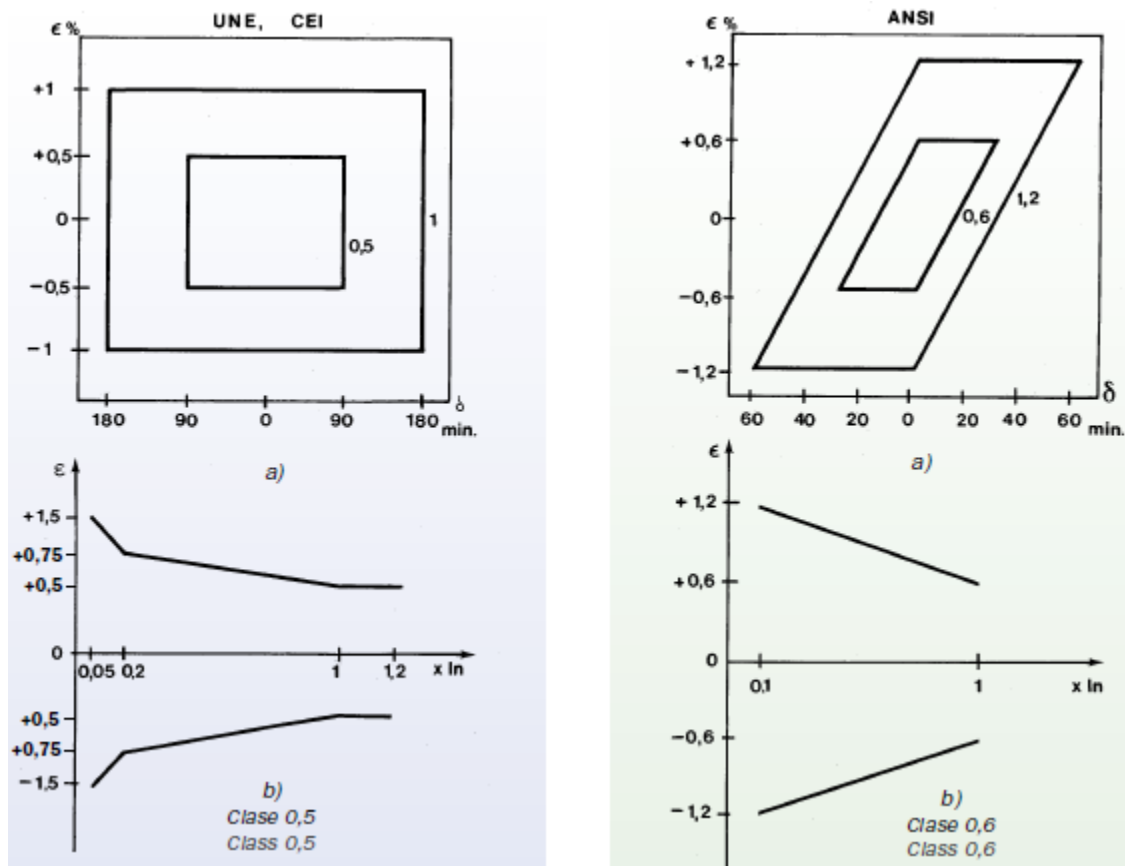 UNE, CEI
ϵ %
+1
+0,5
0
−0,5
−1
0,5
1
180 90 0 90 180 min.
δ
a)
ε
+1,5
+0,75
+0,5
0
0,05 0,2 1 1,2 x In
+0,5
+0,75
−1,5
b)
Clase 0,5
Class 0,5
ANSI
ϵ %
+ 1,2
+0,6
0
−0,6
−1,2
0,6
1,2
60 40 20 0 20 40 60 min.
δ
a)
ϵ
+ 1,2
+0,6
0
0,1 1 x In
−0,6
−1,2
b)
Clase 0,6
Class 0,6